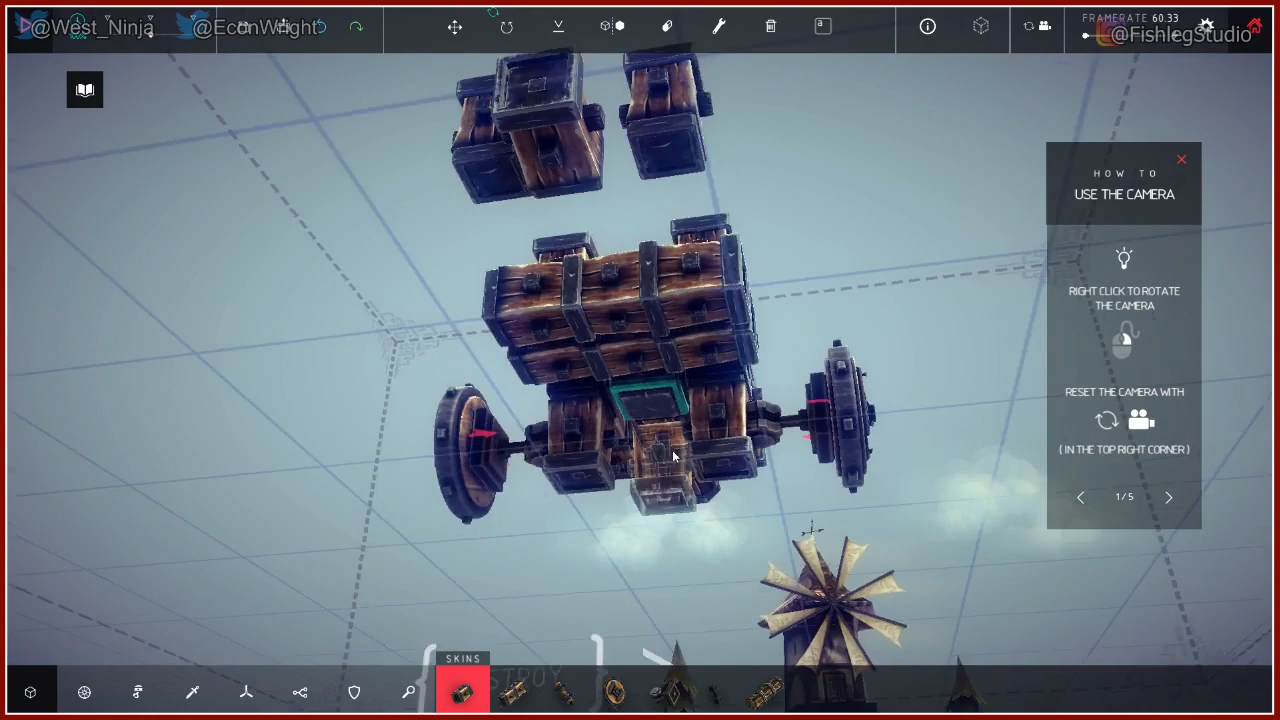 @West_Ninja
@EconWright
FRAMERATE 60.33
@FishlegStudio
a
HOW TO
USE THE CAMERA
RIGHT CLICK TO ROTATE
THE CAMERA
RESET THE CAMERA WITH
( IN THE TOP RIGHT CORNER )
1/5
SKINS
DESTROY